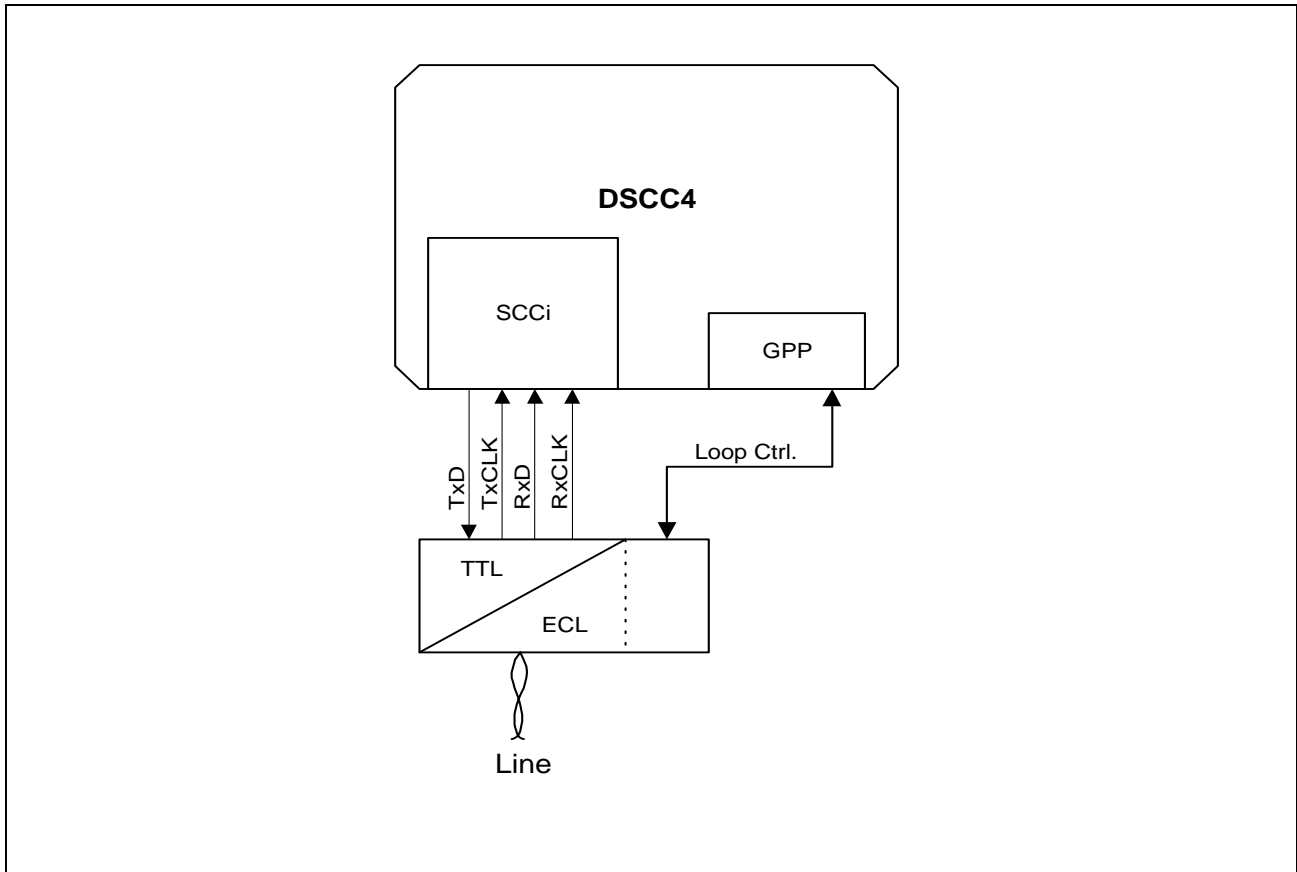 DSCC4
SCCi
GPP
Loop Ctrl.
TxD
TxCLK
RxD
RxCLK
TTL
ECL
Line